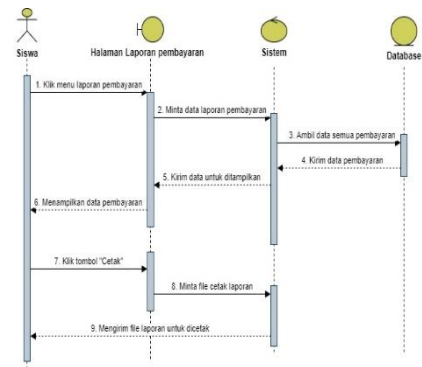 Siswa
Halaman Laporan pembayaran
Sistem
Database
1. Klik menu laporan pembayaran
2. Minta data laporan pembayaran
3. Ambil data semua pembayaran
4. Kirim data pembayaran
5. Kirim data untuk ditampilkan
6. Menampilkan data pembayaran
7. Klik tombol "Cetak"
8. Minta file cetak laporan
9. Mengirim file laporan untuk dicetak